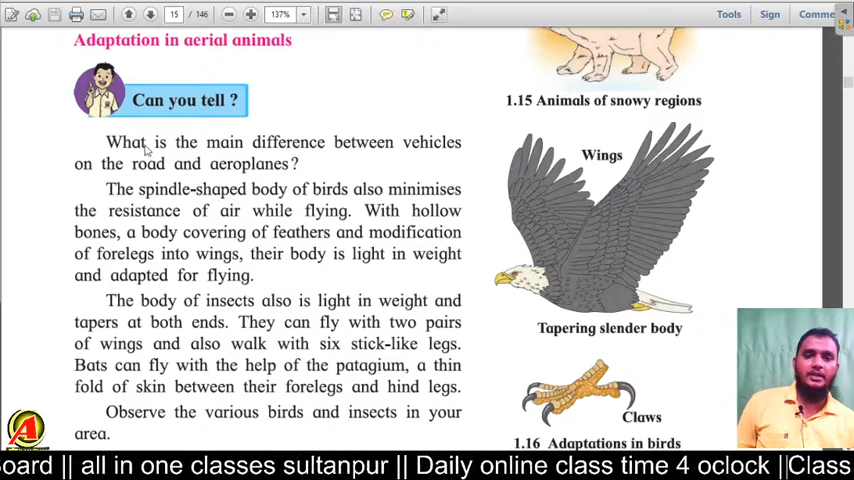 15 / 146
137%
Tools
Sign
Comme
Adaptation in aerial animals
Can you tell ?
What is the main difference between vehicles
on the road and aeroplanes?
The spindle-shaped body of birds also minimises
the resistance of air while flying. With hollow
bones, a body covering of feathers and modification
of forelegs into wings, their body is light in weight
and adapted for flying.
The body of insects also is light in weight and
tapers at both ends. They can fly with two pairs
of wings and also walk with six stick-like legs.
Bats can fly with the help of the patagium, a thin
fold of skin between their forelegs and hind legs.
Observe the various birds and insects in your
area.
1.15 Animals of snowy regions
Wings
Tapering slender body
Claws
1.16 Adaptations in birds
A
oard || all in one classes sultanpur || Daily online class time 4 oclock ||Class